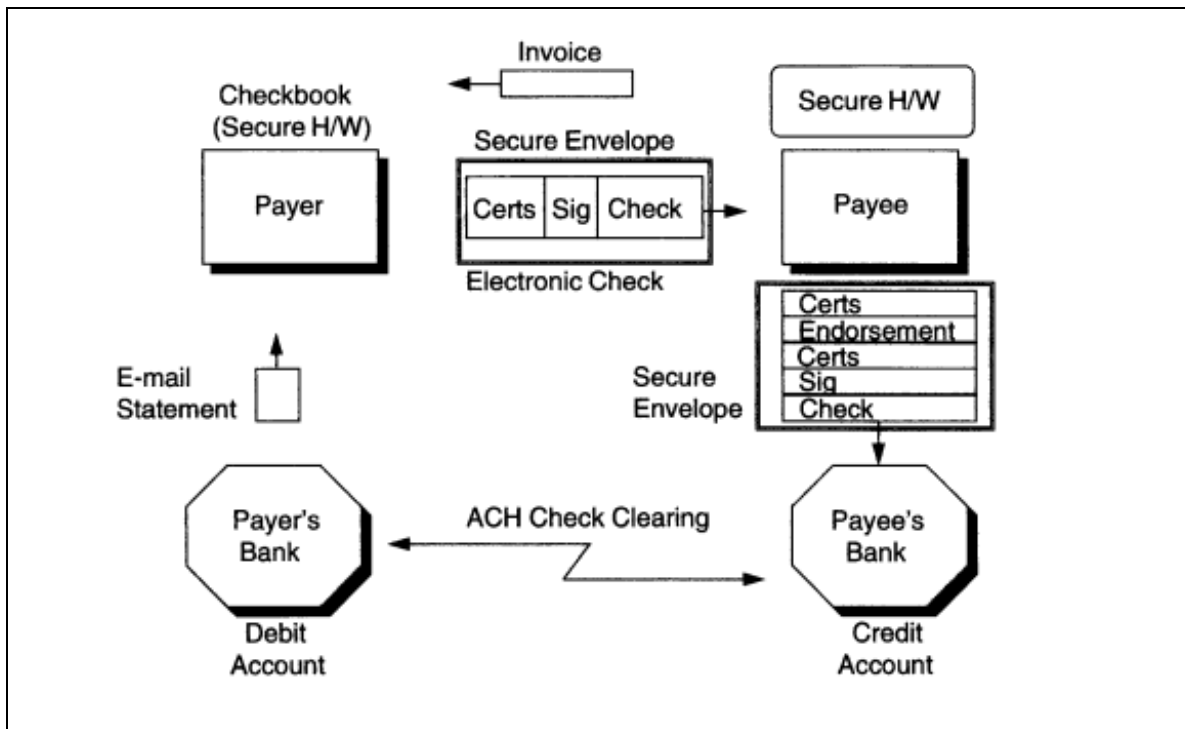 Invoice
Checkbook
(Secure H/W)
Secure H/W
Secure Envelope
Payer
Certs
Sig
Check
Payee
Electronic Check
Certs
Endorsement
Certs
Sig
Check
E-mail
Statement
Secure
Envelope
Payer's
Bank
ACH Check Clearing
Payee's
Bank
Debit
Account
Credit
Account